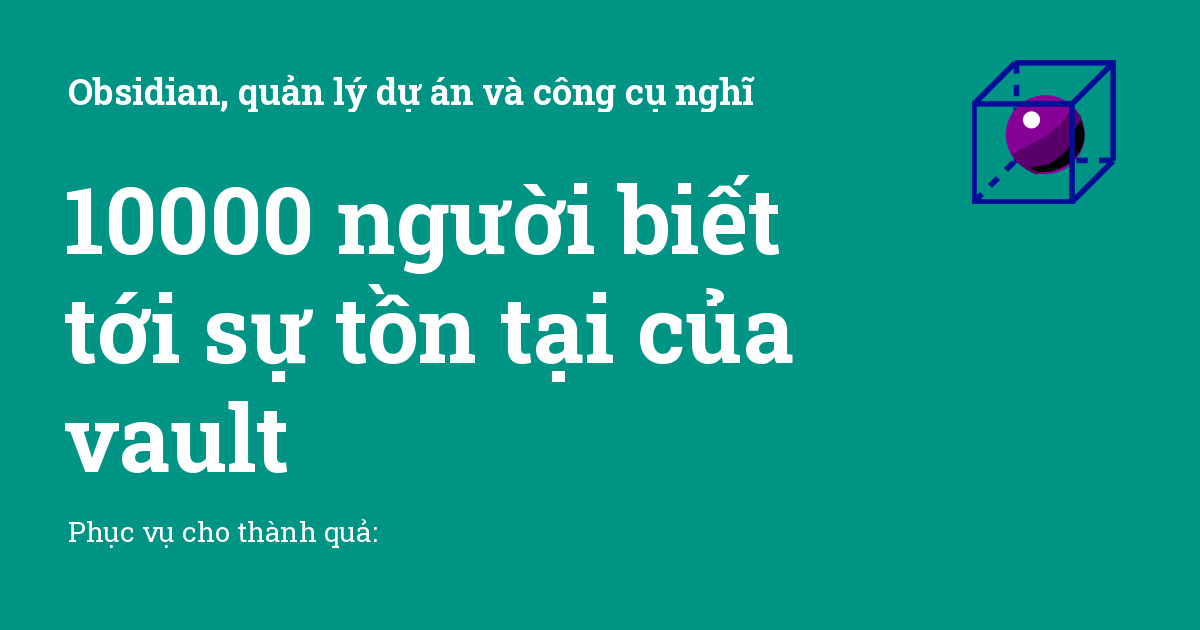 Obsidian, quản lý dự án và công cụ nghĩ
10000 người biết
tới sự tồn tại của
vault
Phục vụ cho thành quả: